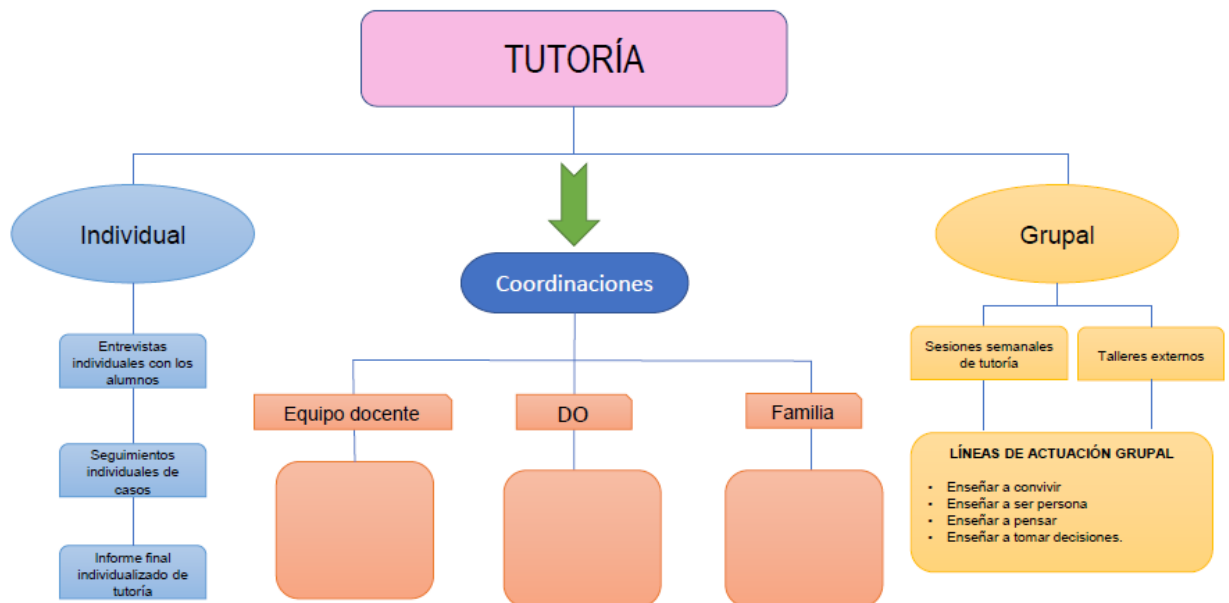 TUTORÍA
Individual
Entrevistas
individuales con los
alumnos
Seguimientos
individuales de
casos
Informe final
individualizado de
tutoría
Coordinaciones
Equipo docente
DO
Familia
Grupal
Sesiones semanales
de tutoría
Talleres externos
LÍNEAS DE ACTUACIÓN GRUPAL
• Enseñar a convivir
• Enseñar a ser persona
• Enseñar a pensar
• Enseñar a tomar decisiones.